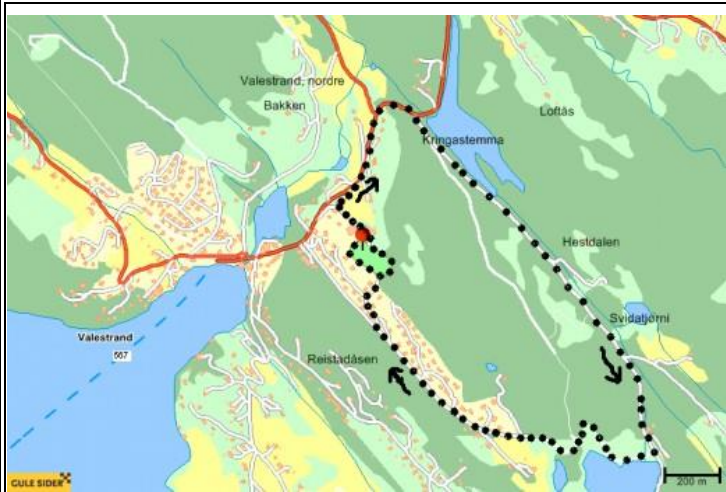 Valestrand, nordre
Bakken
Loftås
Kringastemma
Hestdalen
Svidatjørni
Valestrand
567
Reistadåsen
GULE SIDER
200 m